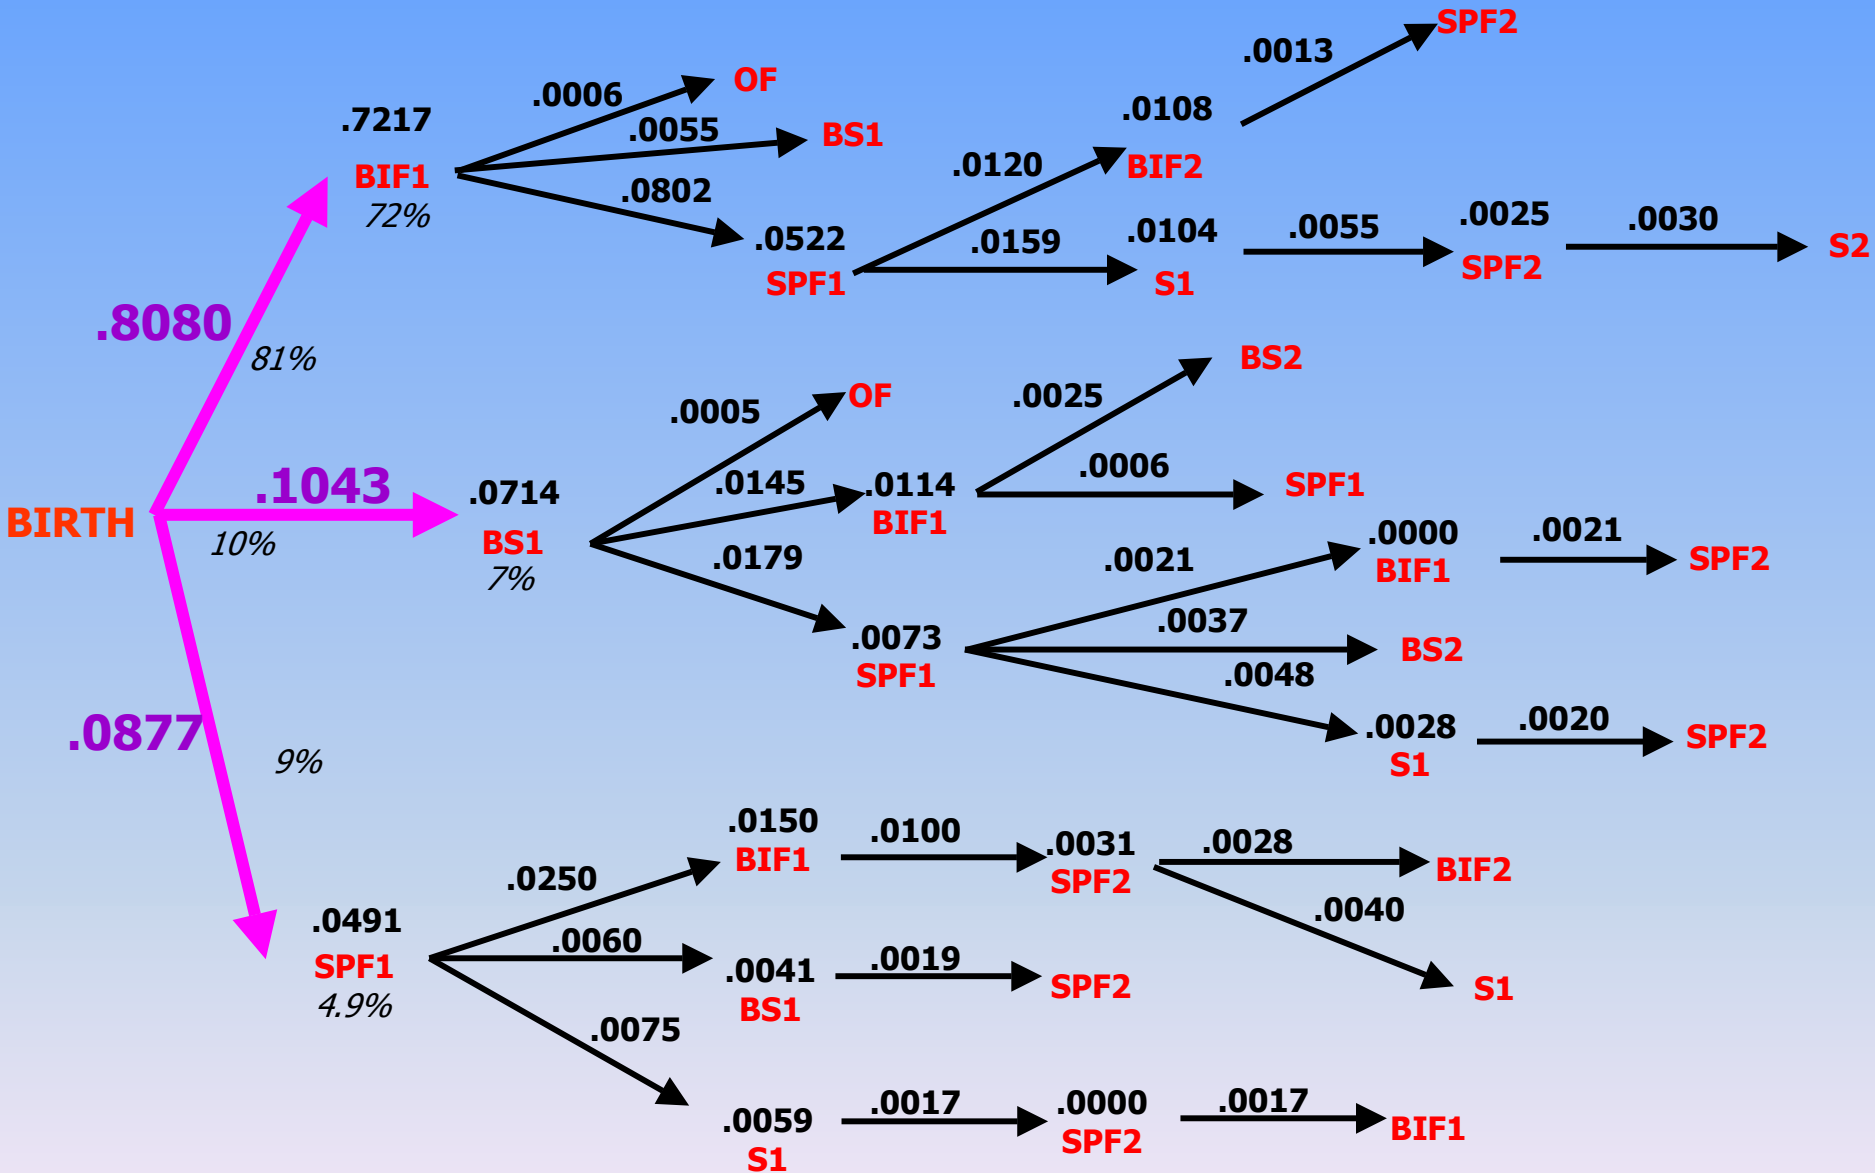 SPF2
.0013
OF
.0006
.7217
.0108
BS1
.0055
BIF1
BIF2
.0120
72%
.0802
.0522
SPF1
.0159
.0104
S1
.0055
.0025
SPF2
.0030
S2
.8080
81%
BS2
.0025
OF
.0005
.0006
SPF1
.0145
.0114
BIF1
.1043
.0714
BIRTH
10%
BS1
7%
.0179
.0000
BIF1
.0021
SPF2
.0021
.0037
BS2
.0073
SPF1
.0048
.0028
S1
.0020
SPF2
.0877
9%
.0150
BIF1
.0100
.0031
SPF2
.0028
BIF2
.0250
.0040
.0491
SPF1
4.9%
.0060
.0041
BS1
.0019
SPF2
S1
.0075
.0059
S1
.0017
.0000
SPF2
.0017
BIF1